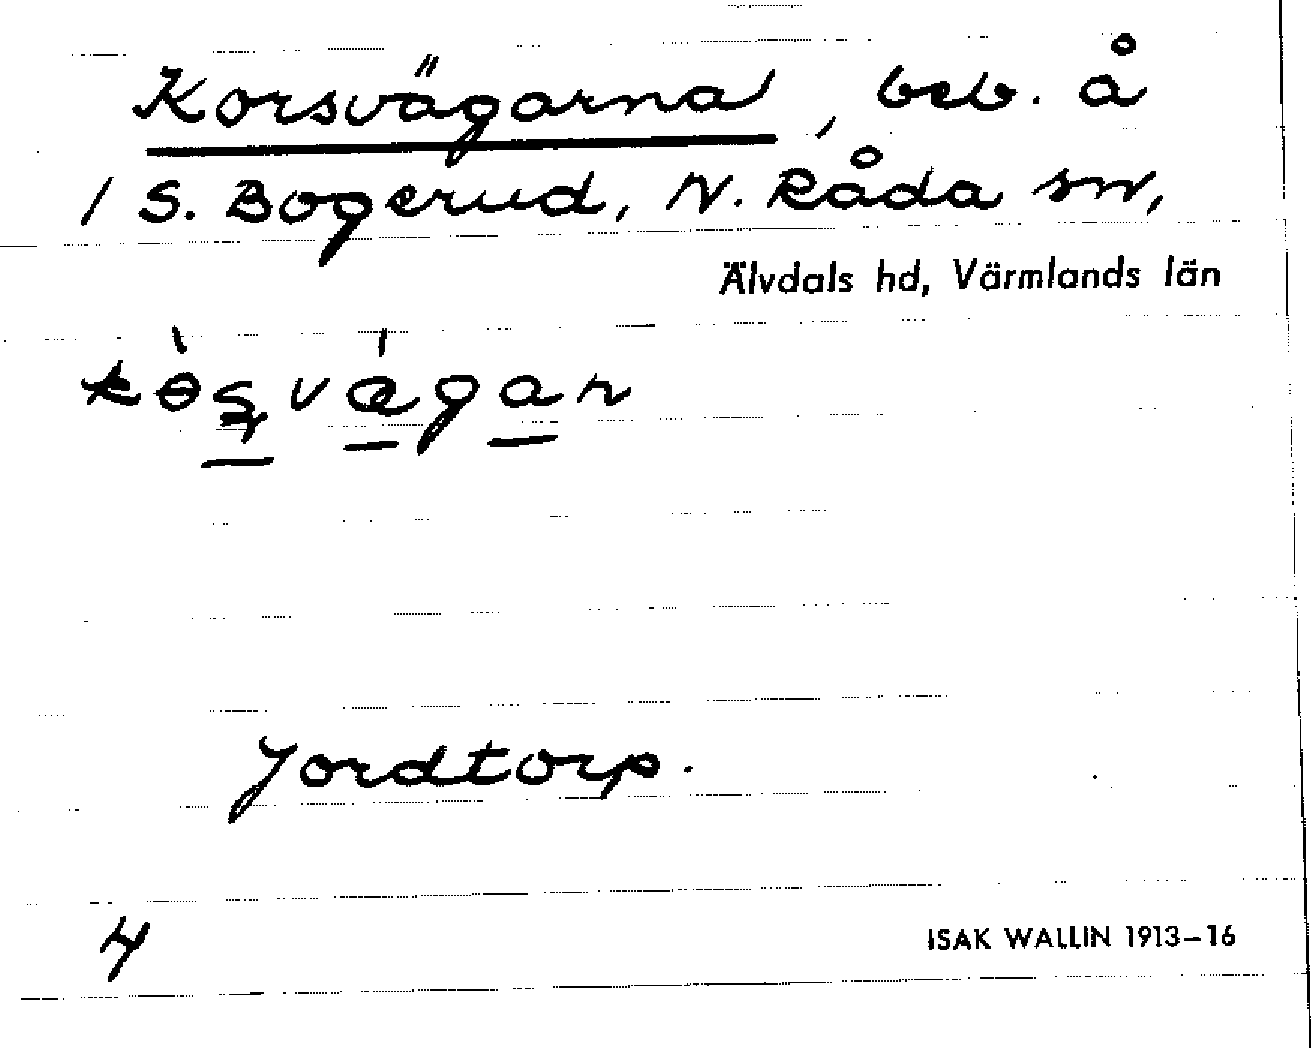 Korsvägarna, beb. å
1 S. Bogerud, N. Råda sn,
Älvdals hd, Värmlands län
Jordtorp.
4
ISAK WALLIN 1913–16